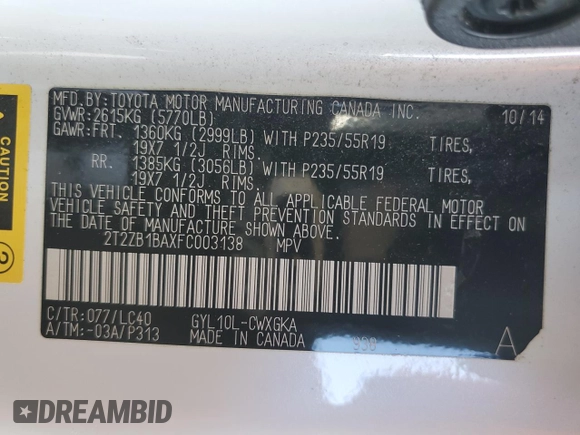 MFD. BY: TOYOTA MOTOR MANUFACTURING CANADA INC. 10/14
GVWR: 2615KG (5770LB)
GAWR: FRT. 1360KG (2999LB) WITH P235/55R19 TIRES,
19X7 1/2J RIMS.
RR. 1385KG (3056LB) WITH P235/55R19 TIRES,
19X7 1/2J RIMS.
THIS VEHICLE CONFORMS TO ALL APPLICABLE FEDERAL MOTOR
VEHICLE SAFETY AND THEFT PREVENTION STANDARDS IN EFFECT ON
THE DATE OF MANUFACTURE SHOWN ABOVE.
2T2ZB1BAXFC003138 MPV
C/TR: 077/LC40 GYL10L-CWXGKA
A/TM: -03A/P313 MADE IN CANADA A
CAUTION
2
DREAMBID